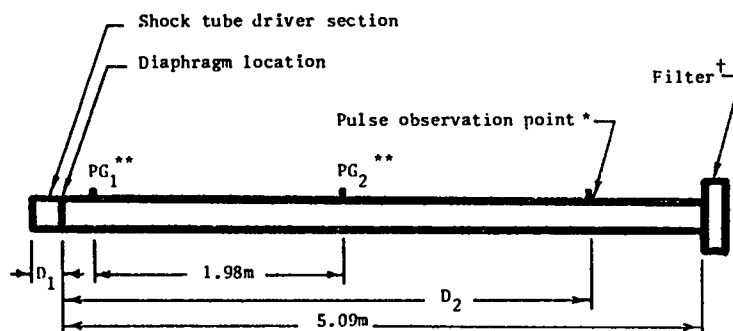 Shock tube driver section
Diaphragm location
Filter†
Pulse observation point *
PG1**
PG2**
D1
1.98m
D2
5.09m